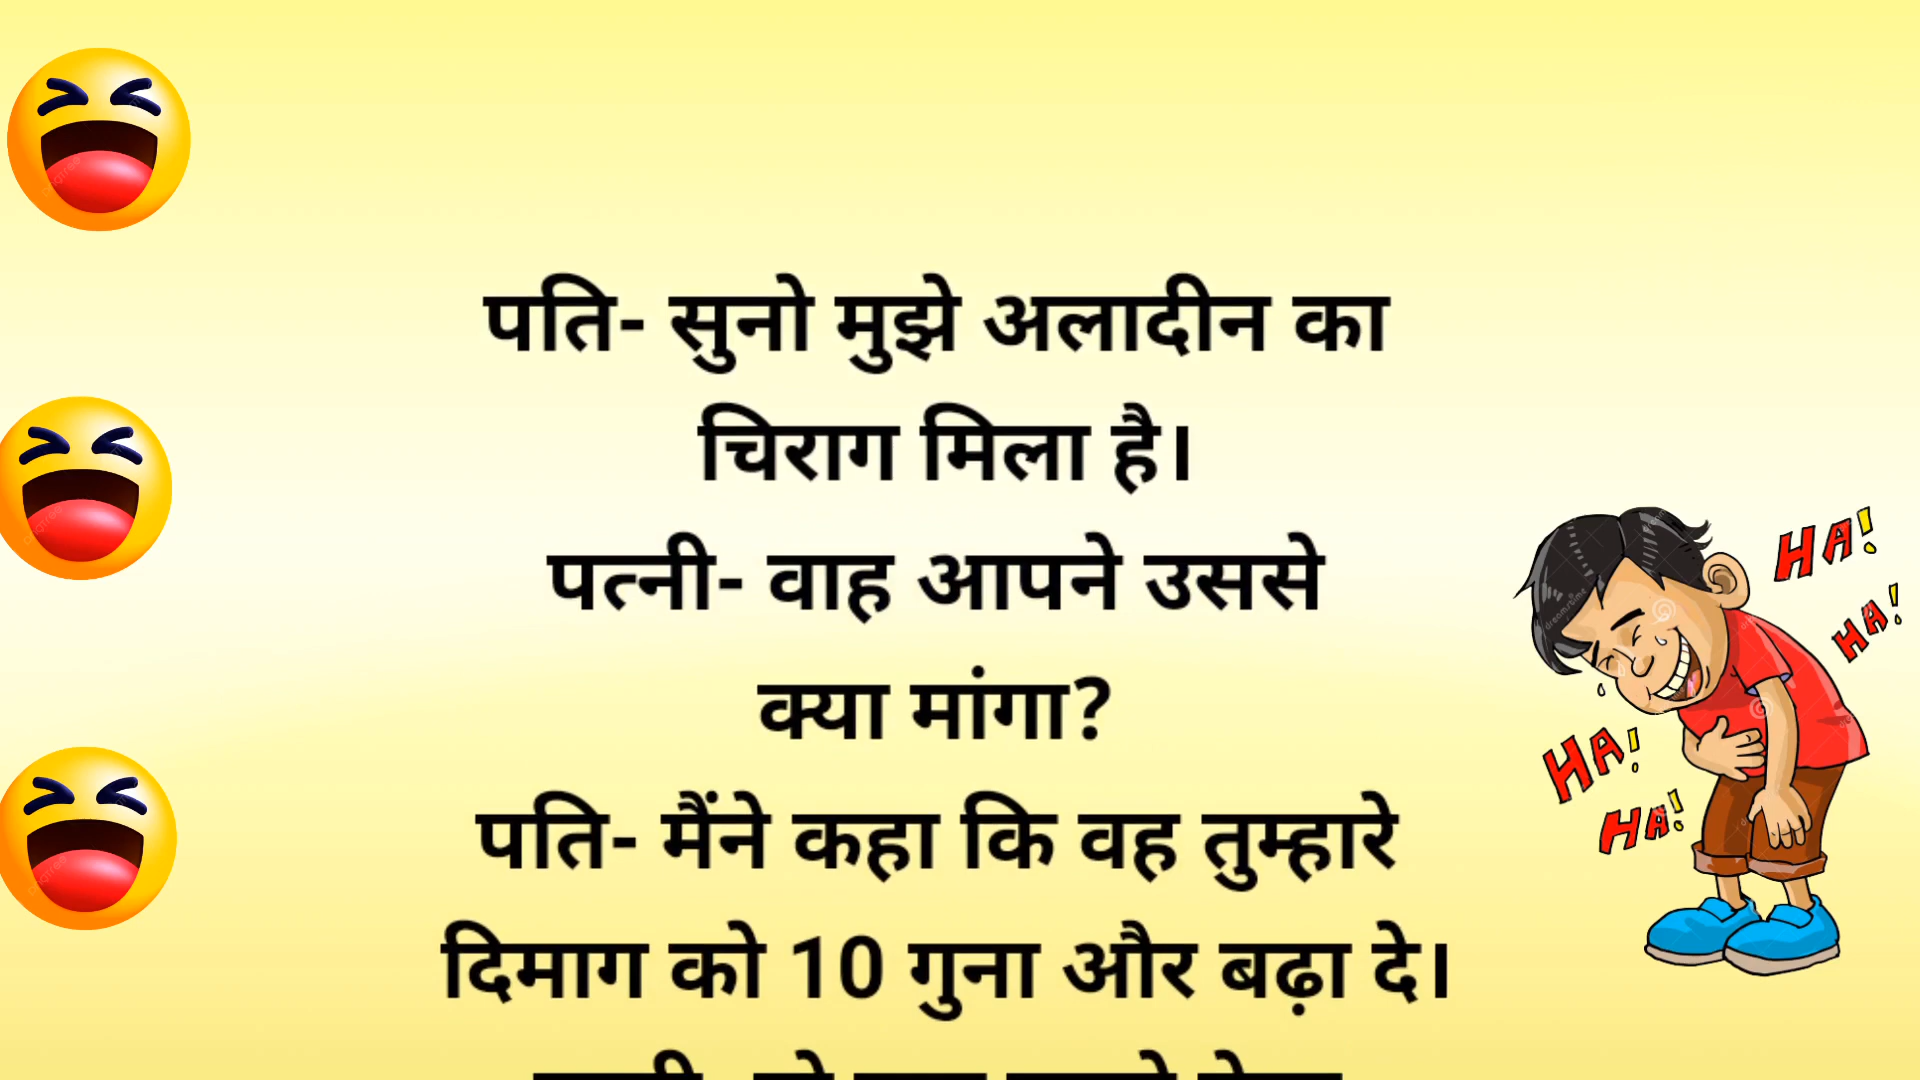 पति- सुनो मुझे अलादीन का
चिराग मिला है।
पत्नी- वाह आपने उससे
क्या मांगा?
पति- मैंने कहा कि वह तुम्हारे
दिमाग को 10 गुना और बढ़ा दे।
HA!
HA!
HA!
HA!